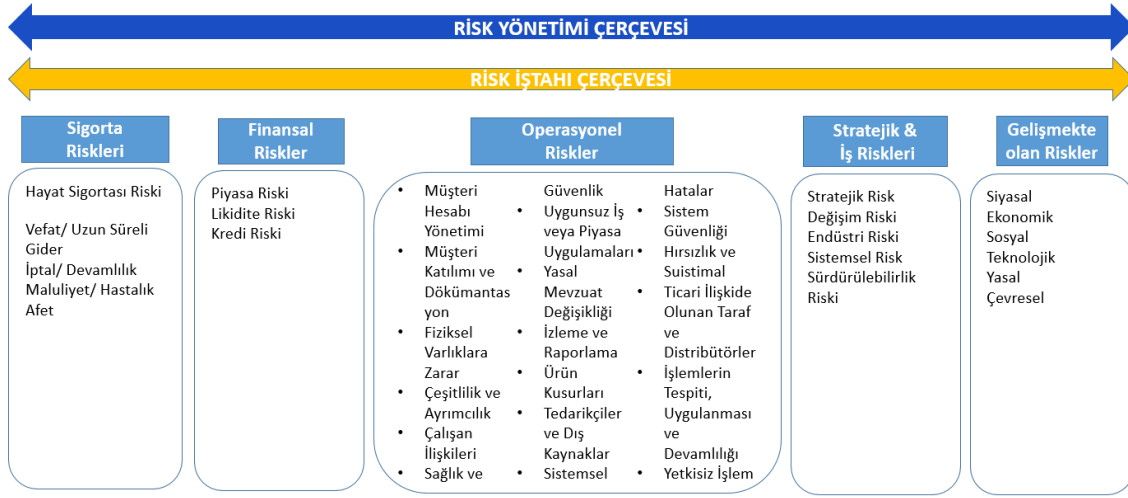 RİSK YÖNETİMİ ÇERÇEVESİ
RİSK İŞTAHI ÇERÇEVESİ
Sigorta
Riskleri
Hayat Sigortası Riski
Vefat/ Uzun Süreli
Gider
İptal/ Devamlılık
Maluliyet/ Hastalık
Afet
Finansal
Riskler
Piyasa Riski
Likidite Riski
Kredi Riski
Operasyonel
Riskler
• Müşteri
Hesabı
Yönetimi
• Müşteri
Katılımı ve
Dökümantas
yon
• Fiziksel
Varlıklara
Zarar
• Çeşitlilik ve
Ayrımcılık
• Çalışan
İlişkileri
• Sağlık ve
Güvenlik
• Uygunsuz İş
veya Piyasa
Uygulamaları
• Yasal
Mevzuat
Değişikliği
• İzleme ve
Raporlama
• Ürün
Kusurları
• Tedarikçiler
ve Dış
Kaynaklar
• Sistemsel
Hatalar
• Sistem
Güvenliği
• Hırsızlık ve
Suistimal
• Ticari İlişkide
Olunan Taraf
ve
Distribütörler
• İşlemlerin
Tespiti,
Uygulanması
ve
Devamlılığı
• Yetkisiz İşlem
Stratejik &
İş Riskleri
Stratejik Risk
Değişim Riski
Endüstri Riski
Sistemsel Risk
Sürdürülebilirlik
Riski
Gelişmekte
olan Riskler
Siyasal
Ekonomik
Sosyal
Teknolojik
Yasal
Çevresel